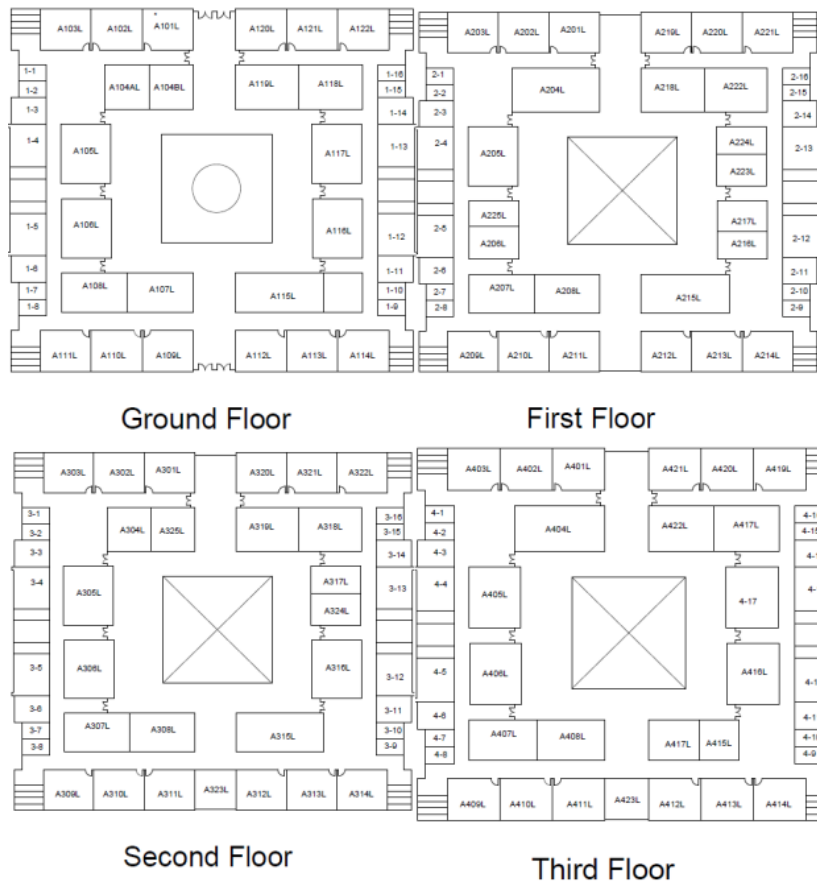 A103L A102L A101L A120L A121L A122L
1-1 A104AL A104BL A119L A118L 1-16
1-2 1-15
1-3 1-14
1-4 A105L A117L 1-13
1-5 A106L A116L 1-12
1-6 1-11
1-7 A108L A107L A115L 1-10
1-8 1-9
A111L A110L A109L A112L A113L A114L
Ground Floor
A203L A202L A201L A219L A220L A221L
2-1 A204L A218L A222L 2-16
2-2 2-15
2-3 2-14
2-4 A205L A224L 2-13
A223L
A225L A217L
2-5 A206L A216L 2-12
2-6 2-11
2-7 A207L A208L A215L 2-10
2-8 2-9
A209L A210L A211L A212L A213L A214L
First Floor
A303L A302L A301L A320L A321L A322L
3-1 A304L A325L A319L A318L 3-16
3-2 3-15
3-3 3-14
3-4 A305L A317L 3-13
A324L
3-5 A306L A316L 3-12
3-6 3-11
3-7 A307L A308L A315L 3-10
3-8 3-9
A309L A310L A311L A323L A312L A313L A314L
Second Floor
A403L A402L A401L A421L A420L A419L
4-1 A404L A422L A417L
4-2
4-3
4-4 A405L 4-17
4-5 A406L A416L
4-6
4-7 A407L A408L A417L A415L
4-8 4-9
A409L A410L A411L A423L A412L A413L A414L
Third Floor